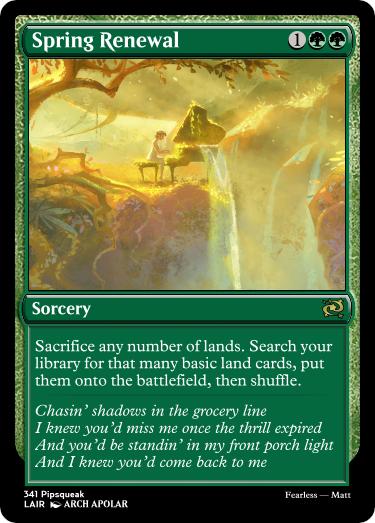 Spring Renewal 1
Sorcery
Sacrifice any number of lands. Search your
library for that many basic land cards, put
them onto the battlefield, then shuffle.
Chasin’ shadows in the grocery line
I knew you’d miss me once the thrill expired
And you’d be standin’ in my front porch light
And I knew you’d come back to me
341 Pipsqueak
LAIR ARCH APOLAR
Fearless — Matt